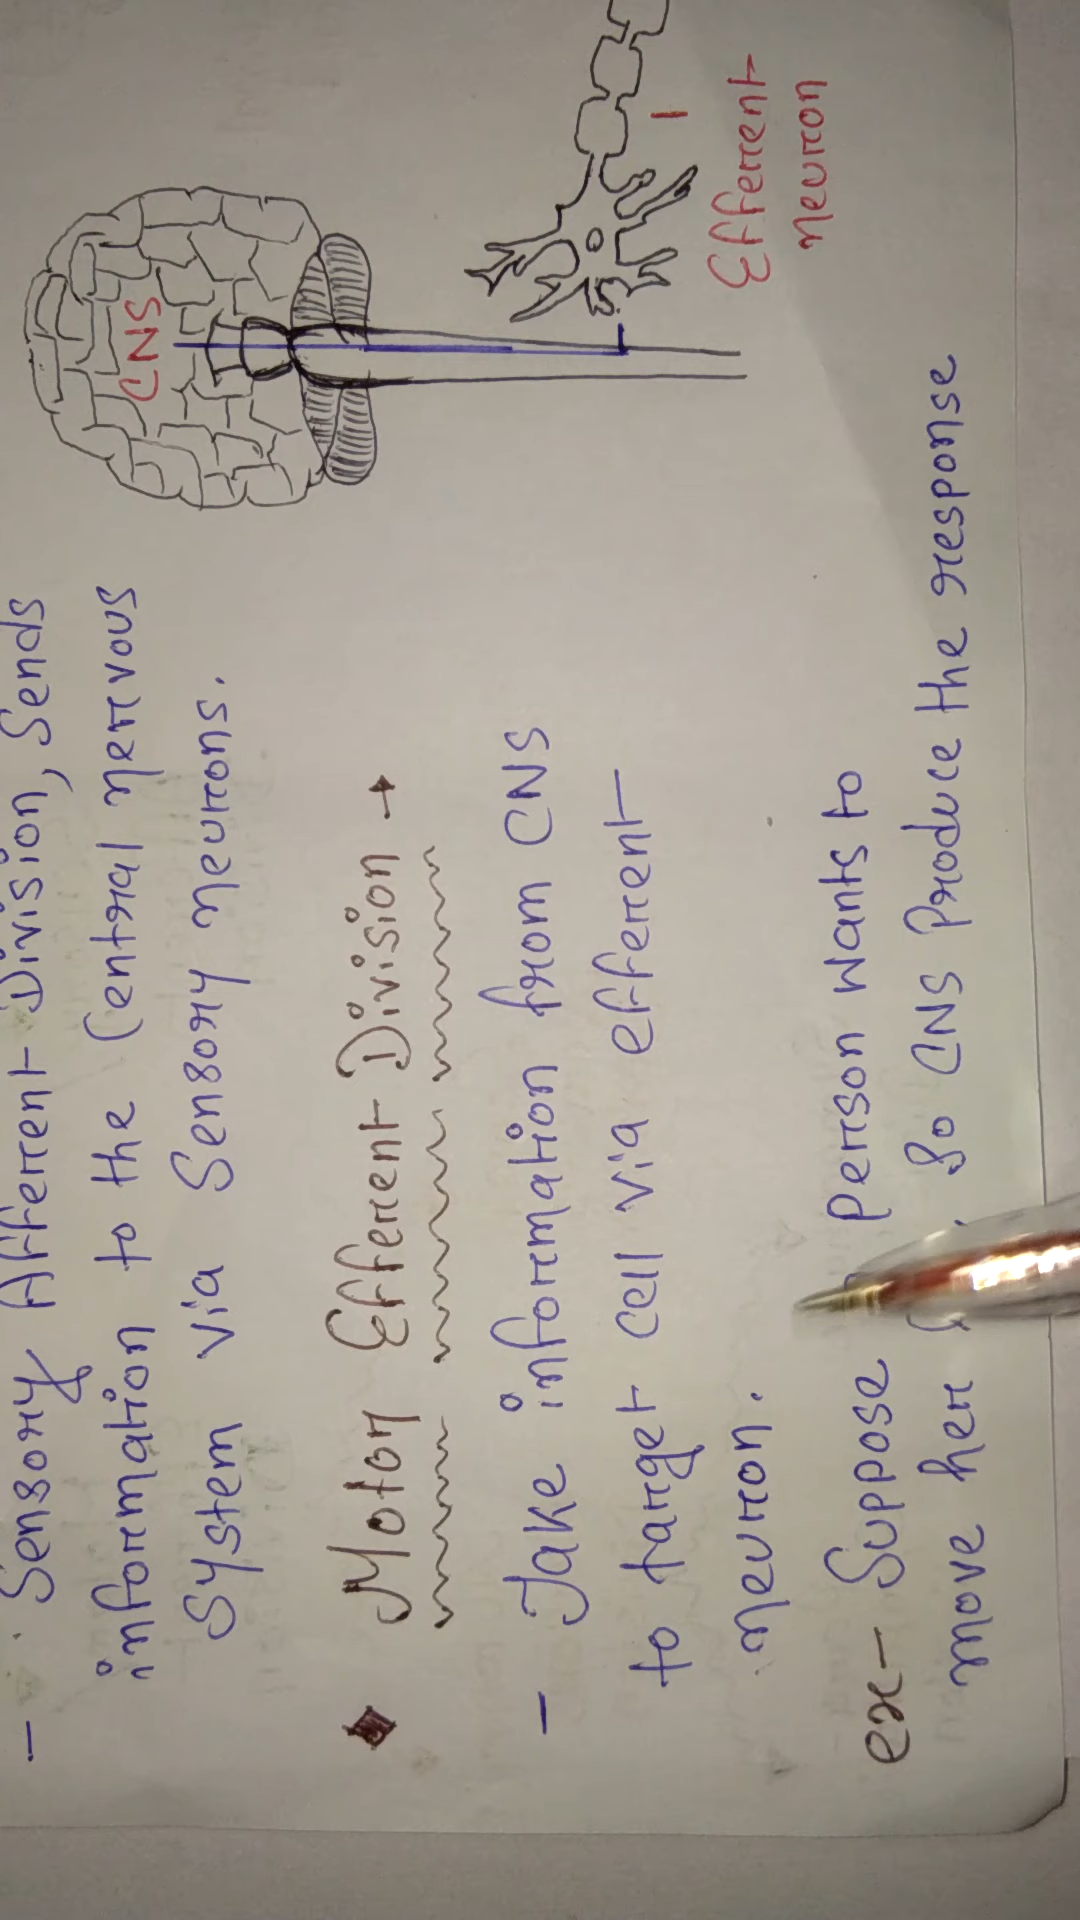 - Sensory Afferent Division, Sends
information to the Central nervous
System via Sensory neurons.
CNS
◆ Motor Efferent Division →
- Take information from CNS
to target cell via efferent
neuron.
Efferent
neuron
ex- Suppose Person wants to
move her . So CNS Produce the response